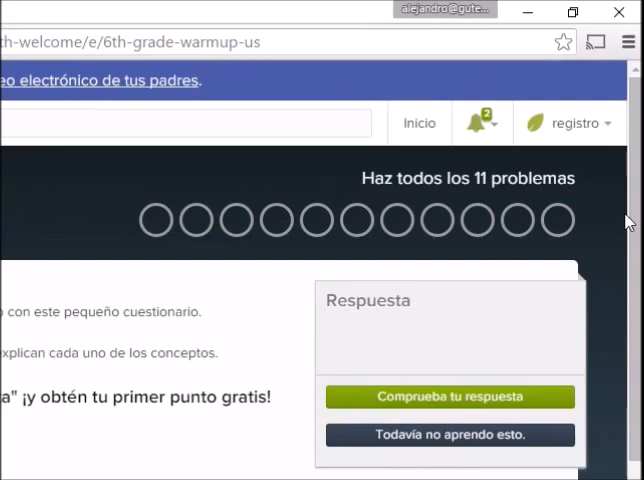 alejandro@gute...
th-welcome/e/6th-grade-warmup-us
eo electrónico de tus padres.
Inicio
2
registro
Haz todos los 11 problemas
Respuesta
o con este pequeño cuestionario.
explican cada uno de los conceptos.
a" ¡y obtén tu primer punto gratis!
Comprueba tu respuesta
Todavía no aprendo esto.